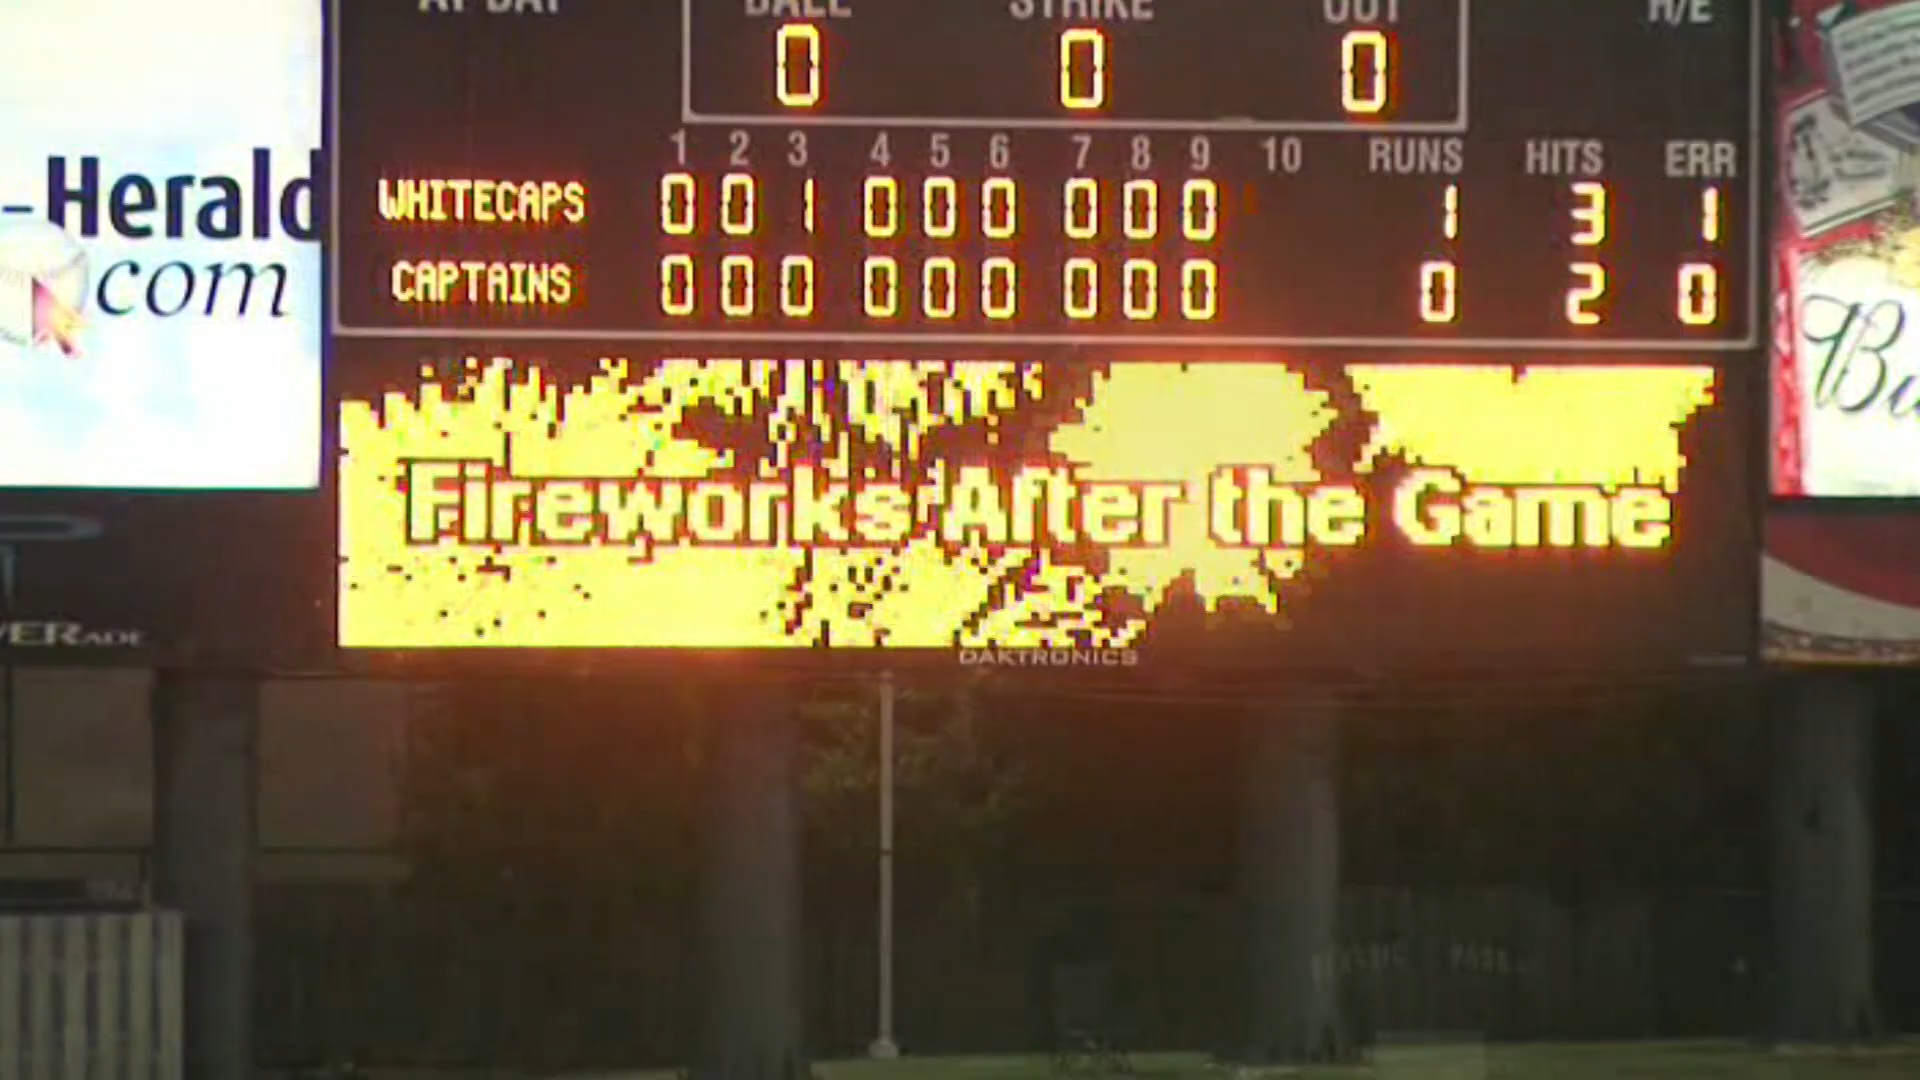 AT BAT BALL STRIKE OUT H/E
0 0 0
1 2 3 4 5 6 7 8 9 10 RUNS HITS ERR
WHITECAPS 0 0 1 0 0 0 0 0 0 1 3 1
CAPTAINS 0 0 0 0 0 0 0 0 0 0 2 0
-Herald
com
Fireworks After the Game
DAKTRONICS